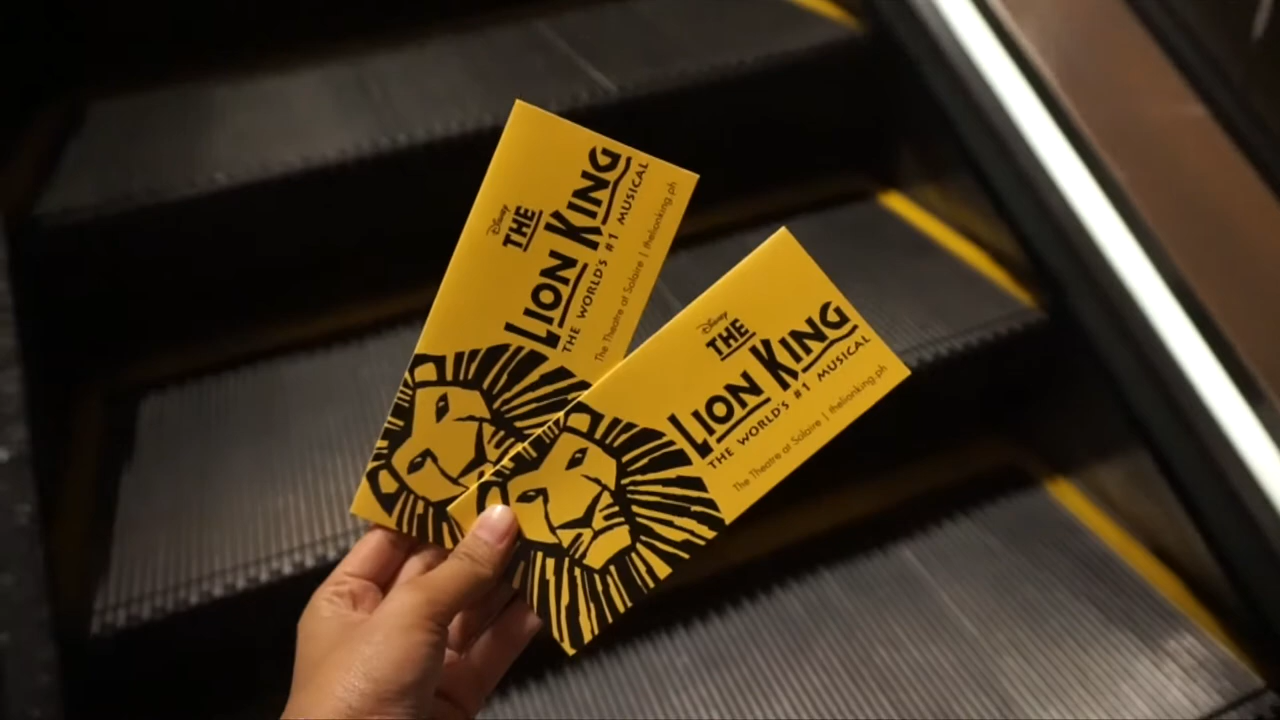 Disney
THE
LION KING
THE WORLD'S #1 MUSICAL
The Theatre at Solaire | thelionking.ph
Disney
THE
LION KING
THE WORLD'S #1 MUSICAL
The Theatre at Solaire | thelionking.ph